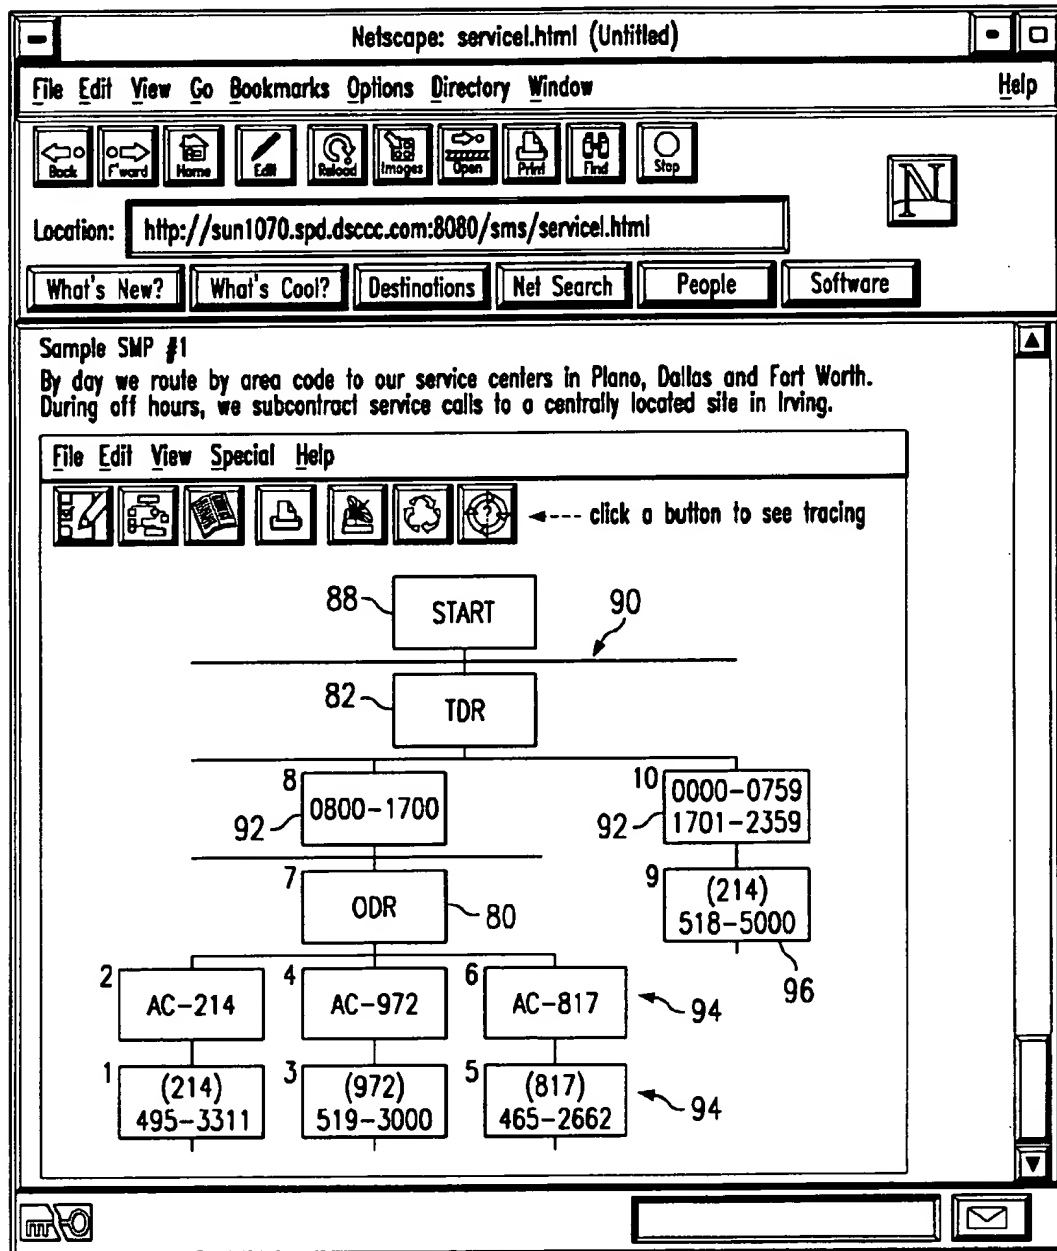 Netscape: servicel.html (Untitled)
File Edit View Go Bookmarks Options Directory Window Help
Back F'ward Home Edit Reload Images Open Print Find Stop
N
Location: http://sun1070.spd.dsccc.com:8080/sms/servicel.html
What's New? What's Cool? Destinations Net Search People Software
Sample SMP #1
By day we route by area code to our service centers in Plano, Dallas and Fort Worth.
During off hours, we subcontract service calls to a centrally located site in Irving.
File Edit View Special Help
? click a button to see tracing
88 START
90
82 TDR
8 0800-1700 92
10 0000-0759
92 1701-2359
7 ODR 80
9 (214)
518-5000
96
2 AC-214 4 AC-972 6 AC-817 94
1 (214) 3 (972) 5 (817) 94
495-3311 519-3000 465-2662